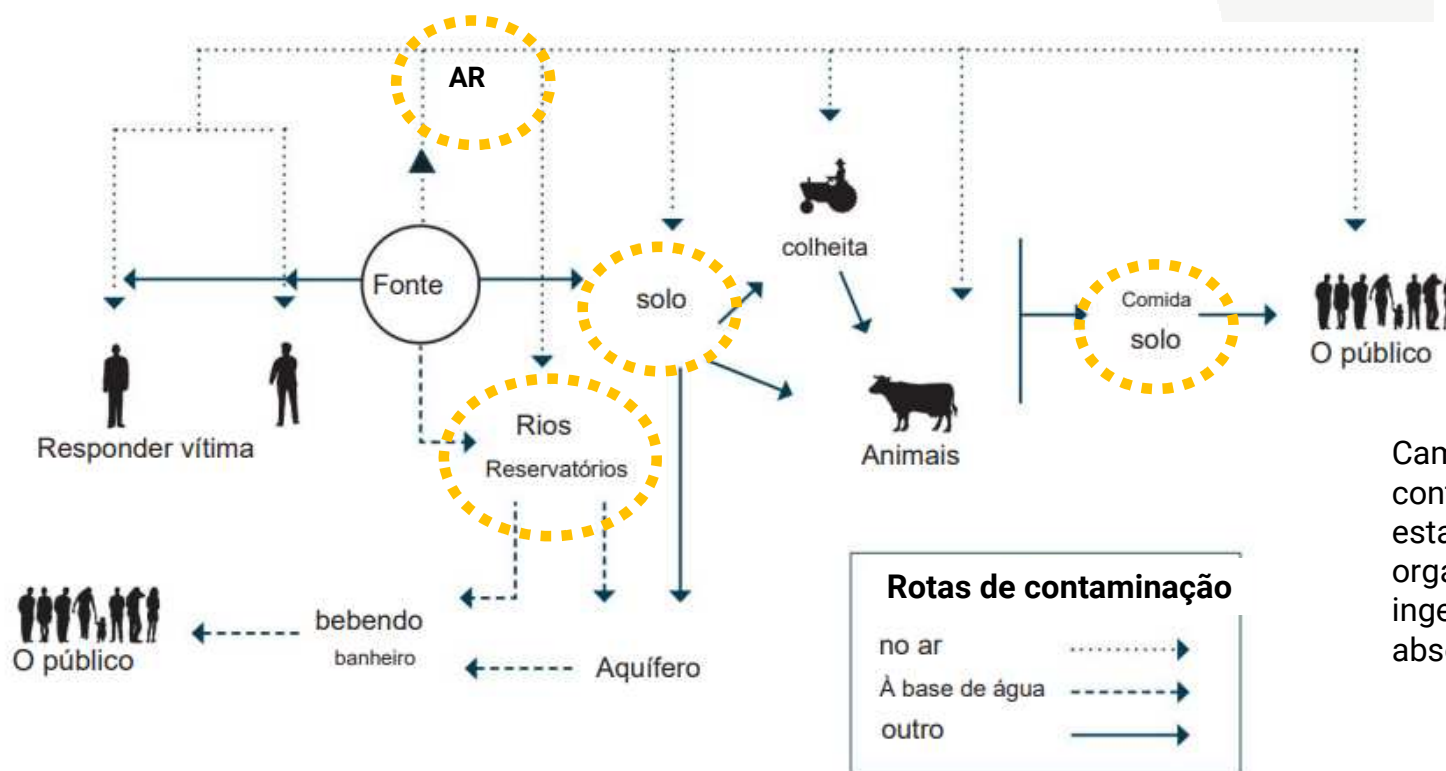 AR
Fonte
solo
colheita
Comida
solo
O público
Responder vítima
Rios
Reservatórios
Animais
bebendo
banheiro
O público
Aquífero
Rotas de contaminação
no ar
À base de água
outro